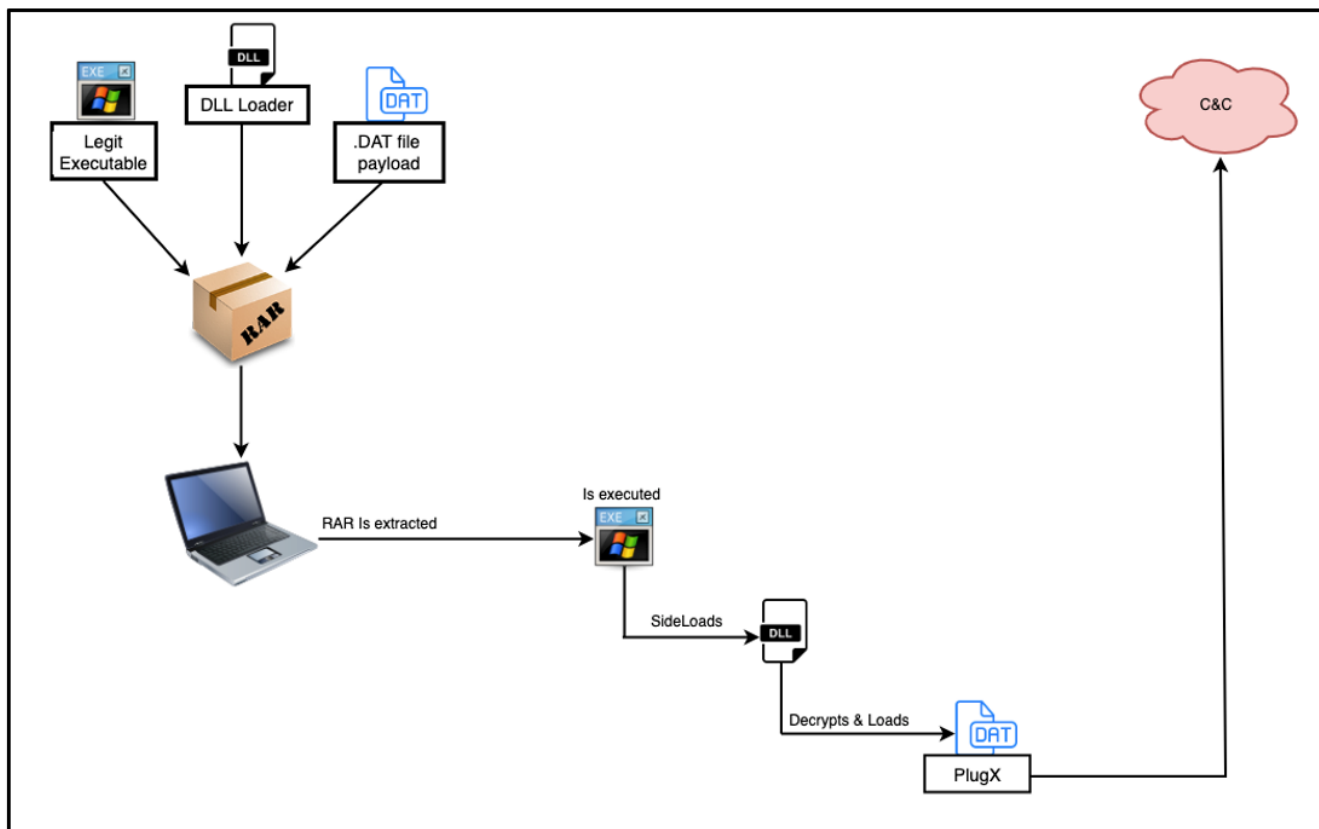 EXE
DLL
DLL Loader
DAT
Legit
Executable
.DAT file
payload
C&C
RAR
RAR Is extracted
Is executed
EXE
SideLoads
DLL
Decrypts & Loads
DAT
PlugX